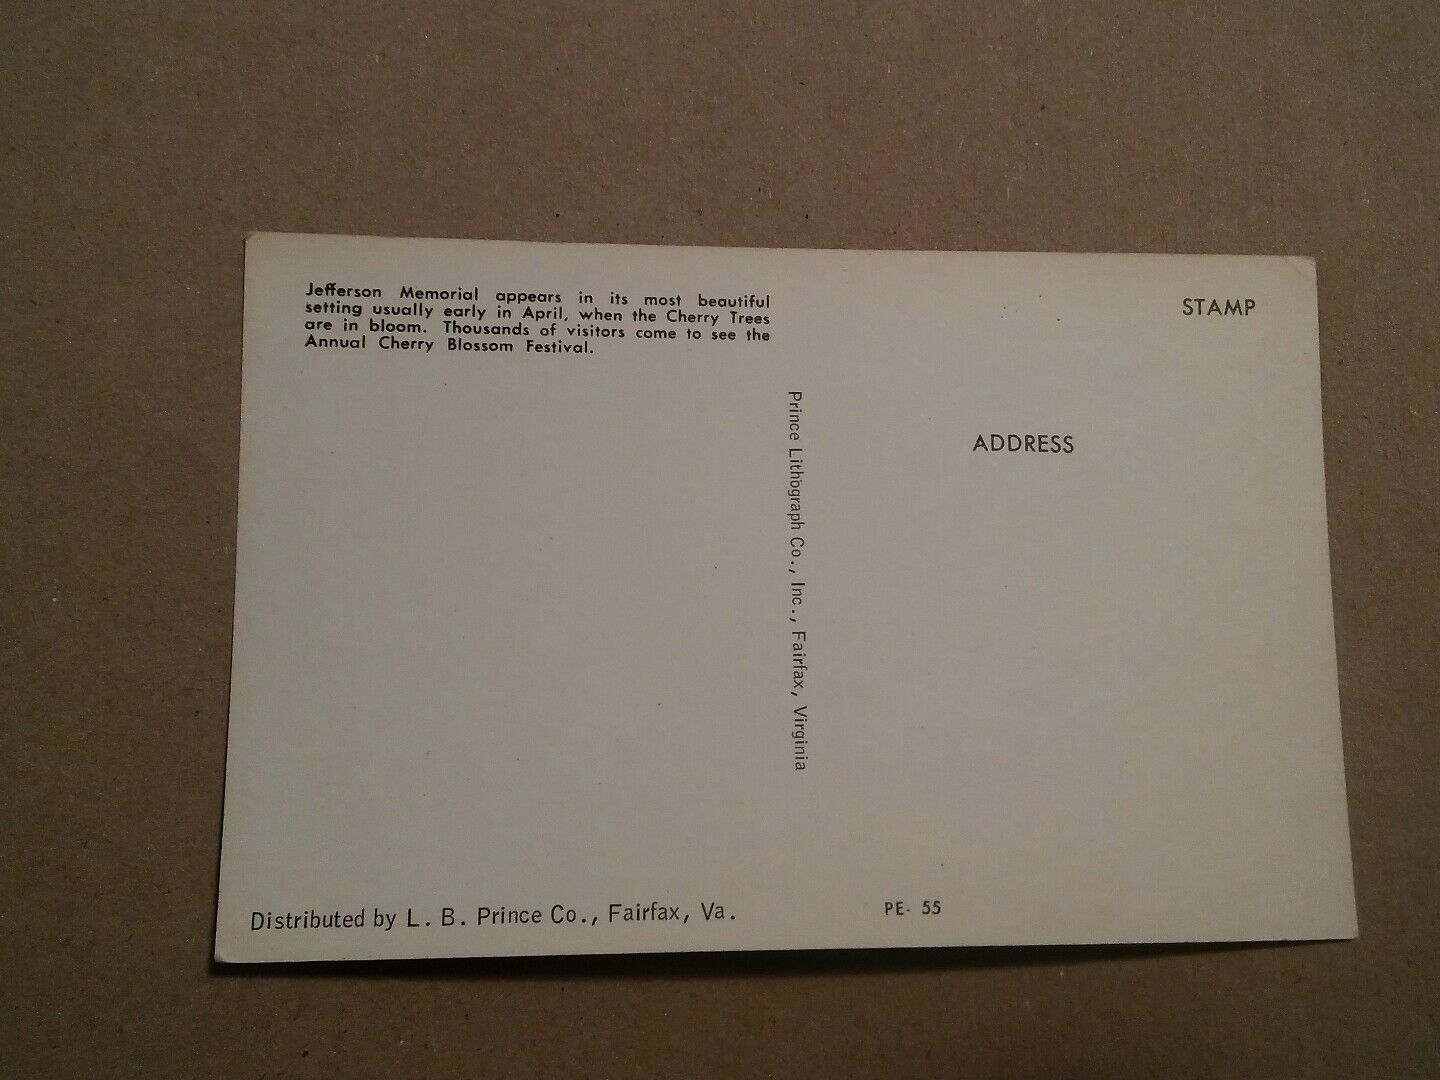 Jefferson Memorial appears in its most beautiful
setting usually early in April, when the Cherry Trees
are in bloom. Thousands of visitors come to see the
Annual Cherry Blossom Festival.
STAMP
ADDRESS
Prince Lithograph Co., Inc., Fairfax, Virginia
Distributed by L. B. Prince Co., Fairfax, Va.
PE- 55